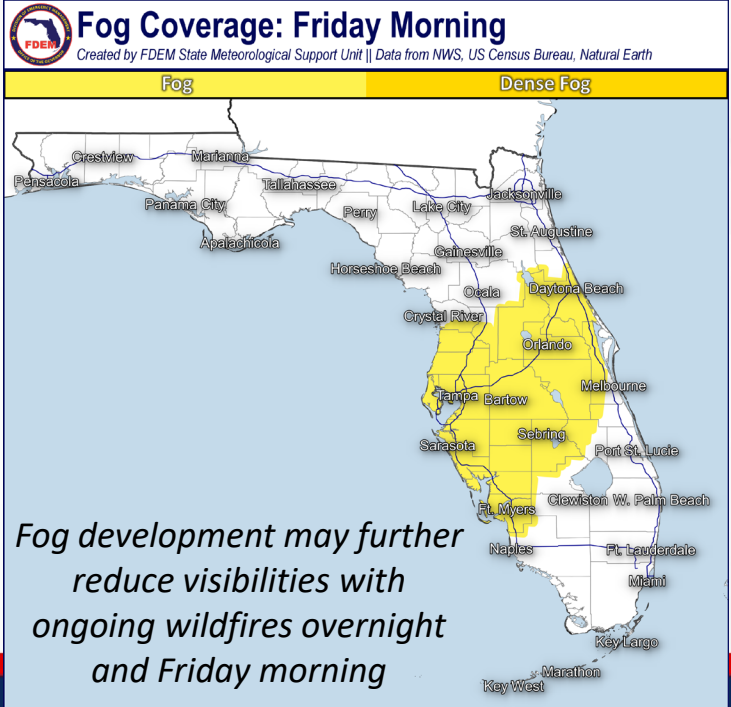 Fog Coverage: Friday Morning
FDEM
Created by FDEM State Meteorological Support Unit || Data from NWS, US Census Bureau, Natural Earth
Fog
Dense Fog
Crestview
Marianna
Pensacola
Tallahassee
Jacksonville
Panama City
Perry
Lake City
Apalachicola
St. Augustine
Gainesville
Horseshoe Beach
Ocala
Daytona Beach
Crystal River
Orlando
Melbourne
Tampa
Bartow
Sebring
Sarasota
Port St. Lucie
Clewiston
W. Palm Beach
Ft. Myers
Naples
Ft. Lauderdale
Miami
Key Largo
Marathon
Key West
Fog development may further
reduce visibilities with
ongoing wildfires overnight
and Friday morning